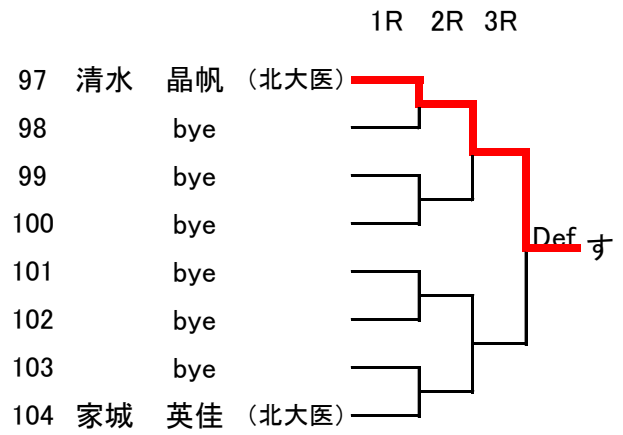 1R 2R 3R
97 清水 晶帆 (北大医)
98 bye
99 bye
100 bye
Def す
101 bye
102 bye
103 bye
104 家城 英佳 (北大医)